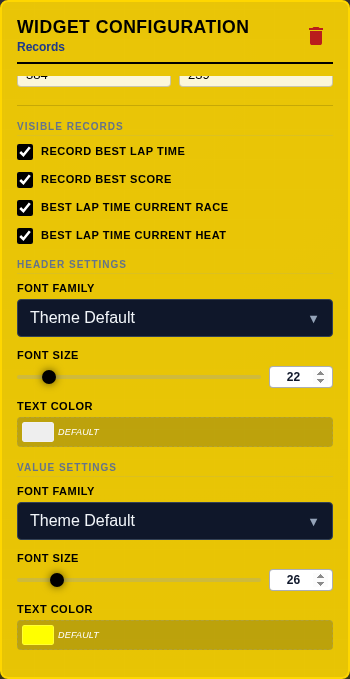 WIDGET CONFIGURATION
Records
VISIBLE RECORDS
RECORD BEST LAP TIME
RECORD BEST SCORE
BEST LAP TIME CURRENT RACE
BEST LAP TIME CURRENT HEAT
HEADER SETTINGS
FONT FAMILY
Theme Default
FONT SIZE
22
TEXT COLOR
DEFAULT
VALUE SETTINGS
FONT FAMILY
Theme Default
FONT SIZE
26
TEXT COLOR
DEFAULT